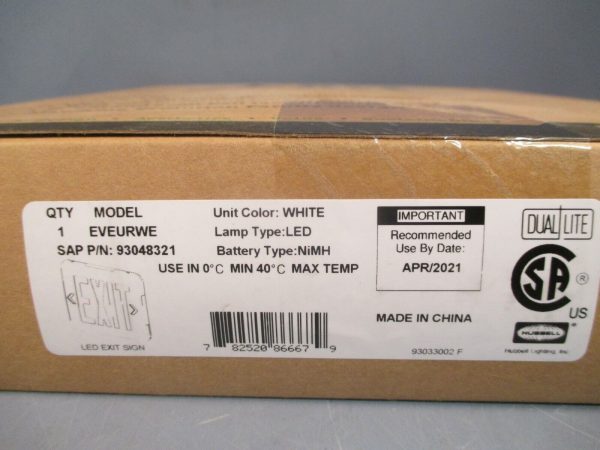 QTY MODEL
1 EVEURWE
SAP P/N: 93048321
Unit Color: WHITE
Lamp Type:LED
Battery Type:NiMH
USE IN 0°C MIN 40°C MAX TEMP
EXIT
LED EXIT SIGN
7 82520 86667 9
IMPORTANT
Recommended
Use By Date:
APR/2021
MADE IN CHINA
93033002 F
DUAL LITE
SA
®
US
HUBBELL
®
Hubbell Lighting, Inc.